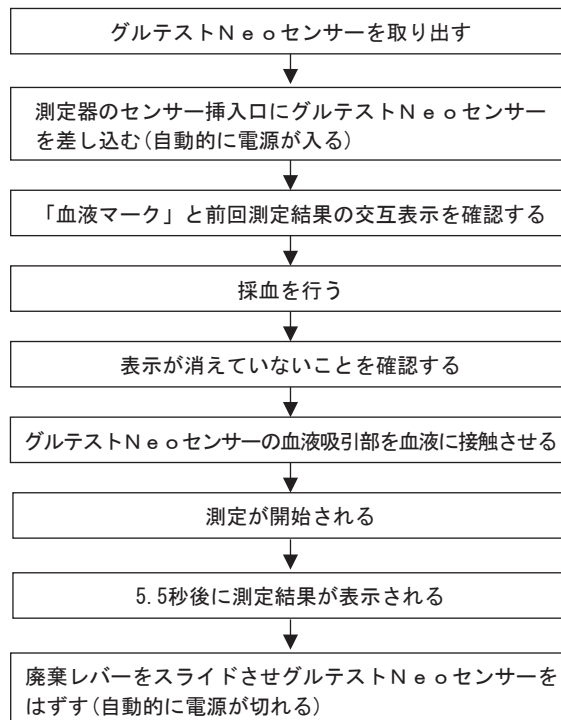 グルテストＮｅｏセンサーを取り出す
測定器のセンサー挿入口にグルテストＮｅｏセンサー
を差し込む(自動的に電源が入る)
「血液マーク」と前回測定結果の交互表示を確認する
採血を行う
表示が消えていないことを確認する
グルテストＮｅｏセンサーの血液吸引部を血液に接触させる
測定が開始される
5.5秒後に測定結果が表示される
廃棄レバーをスライドさせグルテストＮｅｏセンサーを
はずす(自動的に電源が切れる)